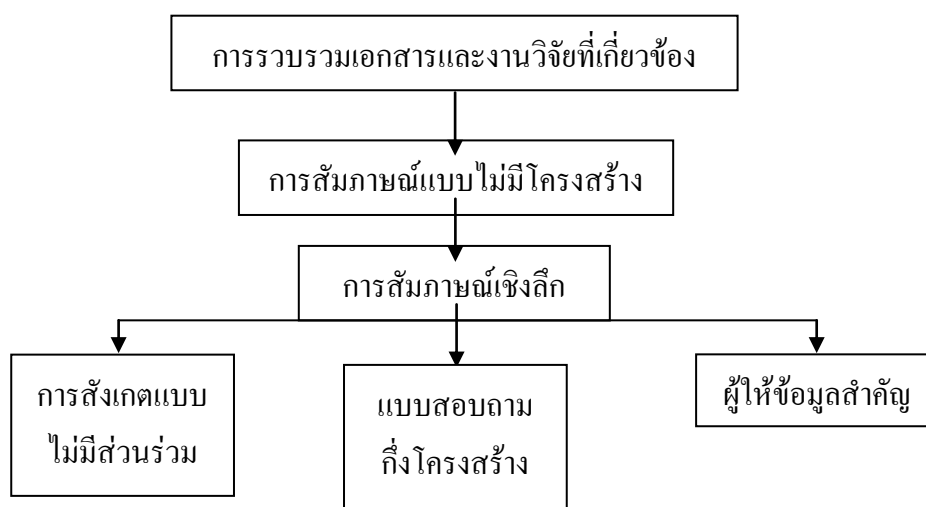 การรวบรวมเอกสารและงานวิจัยที่เกี่ยวข้อง
การสัมภาษณ์แบบไม่มีโครงสร้าง
การสัมภาษณ์เชิงลึก
การสังเกตแบบ
ไม่มีส่วนร่วม
แบบสอบถาม
กึ่งโครงสร้าง
ผู้ให้ข้อมูลสำคัญ